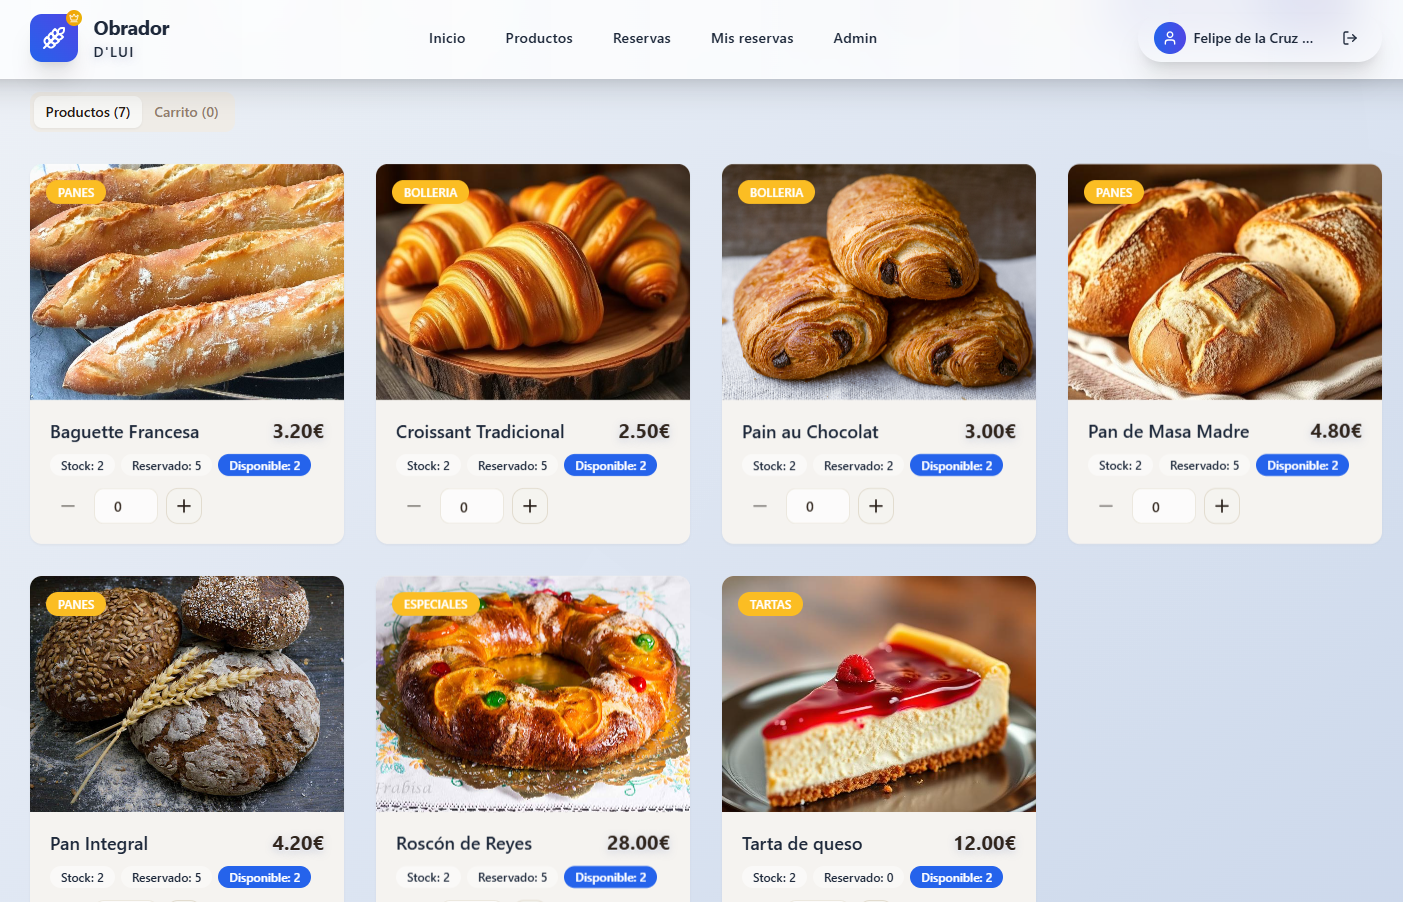 Obrador
D'LUI
Inicio
Productos
Reservas
Mis reservas
Admin
Felipe de la Cruz ...
Productos (7)
Carrito (0)
PANES
Baguette Francesa 3.20€
Stock: 2 Reservado: 5 Disponible: 2
0
BOLLERIA
Croissant Tradicional 2.50€
Stock: 2 Reservado: 5 Disponible: 2
0
BOLLERIA
Pain au Chocolat 3.00€
Stock: 2 Reservado: 2 Disponible: 2
0
PANES
Pan de Masa Madre 4.80€
Stock: 2 Reservado: 5 Disponible: 2
0
PANES
Pan Integral 4.20€
Stock: 2 Reservado: 5 Disponible: 2
ESPECIALES
Frabisa
Roscón de Reyes 28.00€
Stock: 2 Reservado: 5 Disponible: 2
TARTAS
Tarta de queso 12.00€
Stock: 2 Reservado: 0 Disponible: 2